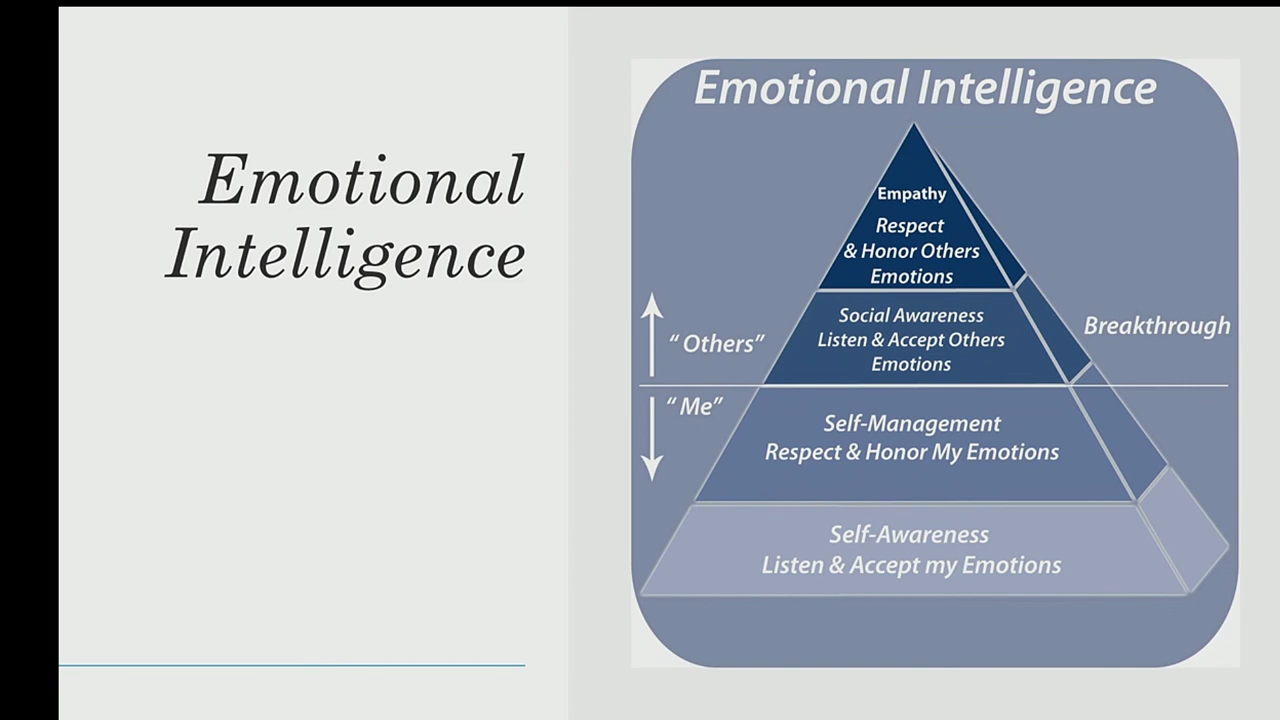 Emotional
Intelligence
Emotional Intelligence
Empathy
Respect
& Honor Others
Emotions
Social Awareness
Listen & Accept Others
Emotions
“ Others”
Breakthrough
“ Me”
Self-Management
Respect & Honor My Emotions
Self-Awareness
Listen & Accept my Emotions